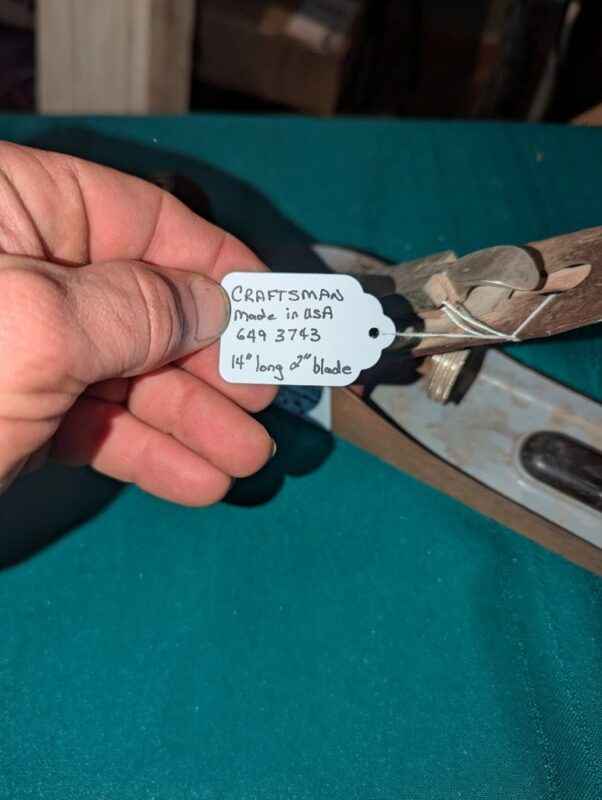 CRAFTSMAN
made in USA
649 3743
14" long 2" blade